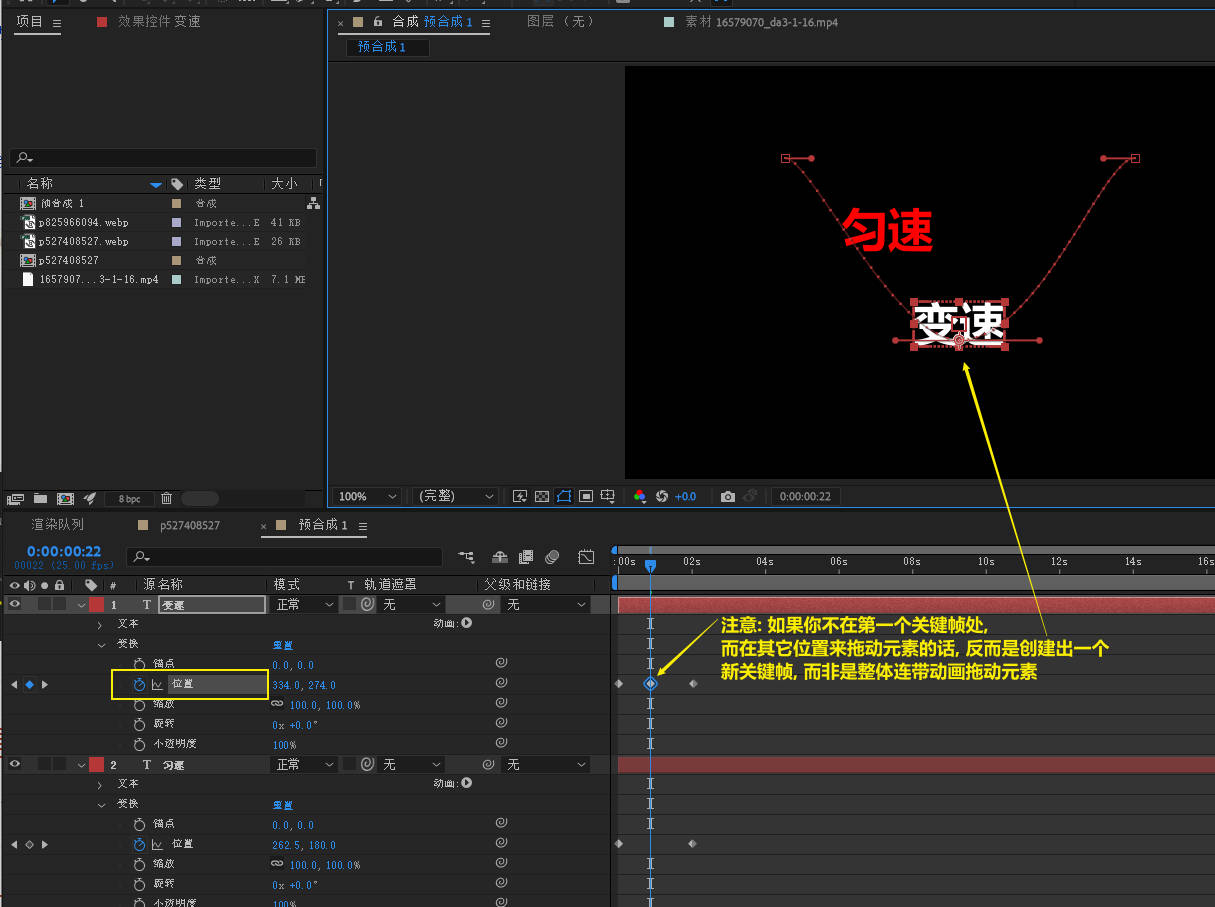 项目
效果控件 变速
合成 预合成 1
图层 （无）
素材 16579070_da3-1-16.mp4
预合成 1
名称
类型
大小
预合成 1
合成
p825966094.webp
Importe...E
41 KB
p527408527.webp
Importe...E
26 KB
p527408527
合成
1657907...3-1-16.mp4
Importe...X
7.1 MB
匀速
变速
8 bpc
100%
(完整)
+0.0
0:00:00:22
渲染队列
p527408527
预合成 1
0:00:00:22
00022 (25.00 fps)
:00s
02s
04s
06s
08s
10s
12s
14s
16s
#
源名称
模式
T 轨道遮罩
父级和链接
1
T
变速
正常
无
无
文本
动画:
变换
重置
锚点
0.0, 0.0
位置
334.0, 274.0
缩放
100.0, 100.0%
旋转
0x +0.0°
不透明度
100%
注意: 如果你不在第一个关键帧处,
而在其它位置来拖动元素的话, 反而是创建出一个
新关键帧, 而非是整体连带动画拖动元素
2
T
匀速
正常
无
无
文本
动画:
变换
重置
锚点
0.0, 0.0
位置
262.5, 180.0
缩放
100.0, 100.0%
旋转
0x +0.0°
不透明度
100%